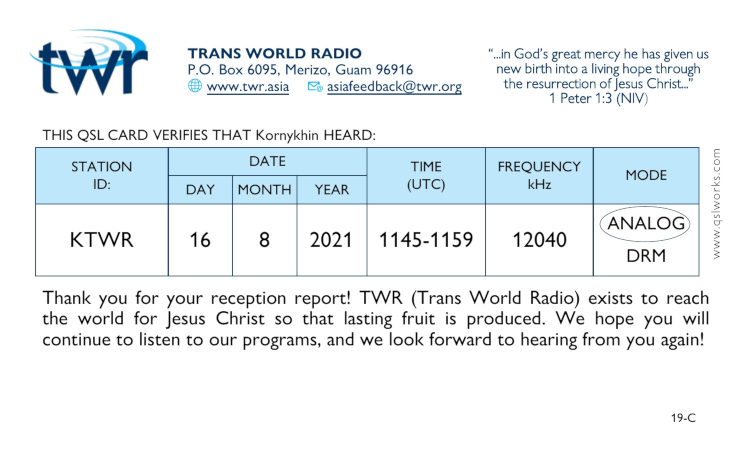 twr
TRANS WORLD RADIO
P.O. Box 6095, Merizo, Guam 96916
www.twr.asia asiafeedback@twr.org
“...in God's great mercy he has given us
new birth into a living hope through
the resurrection of Jesus Christ...”
1 Peter 1:3 (NIV)
THIS QSL CARD VERIFIES THAT Kornykhin HEARD:
STATION
ID:
DATE
DAY MONTH YEAR
TIME
(UTC)
FREQUENCY
kHz
MODE
KTWR 16 8 2021 1145-1159 12040
ANALOG
DRM
www.qslworks.com
Thank you for your reception report! TWR (Trans World Radio) exists to reach
the world for Jesus Christ so that lasting fruit is produced. We hope you will
continue to listen to our programs, and we look forward to hearing from you again!
19-C